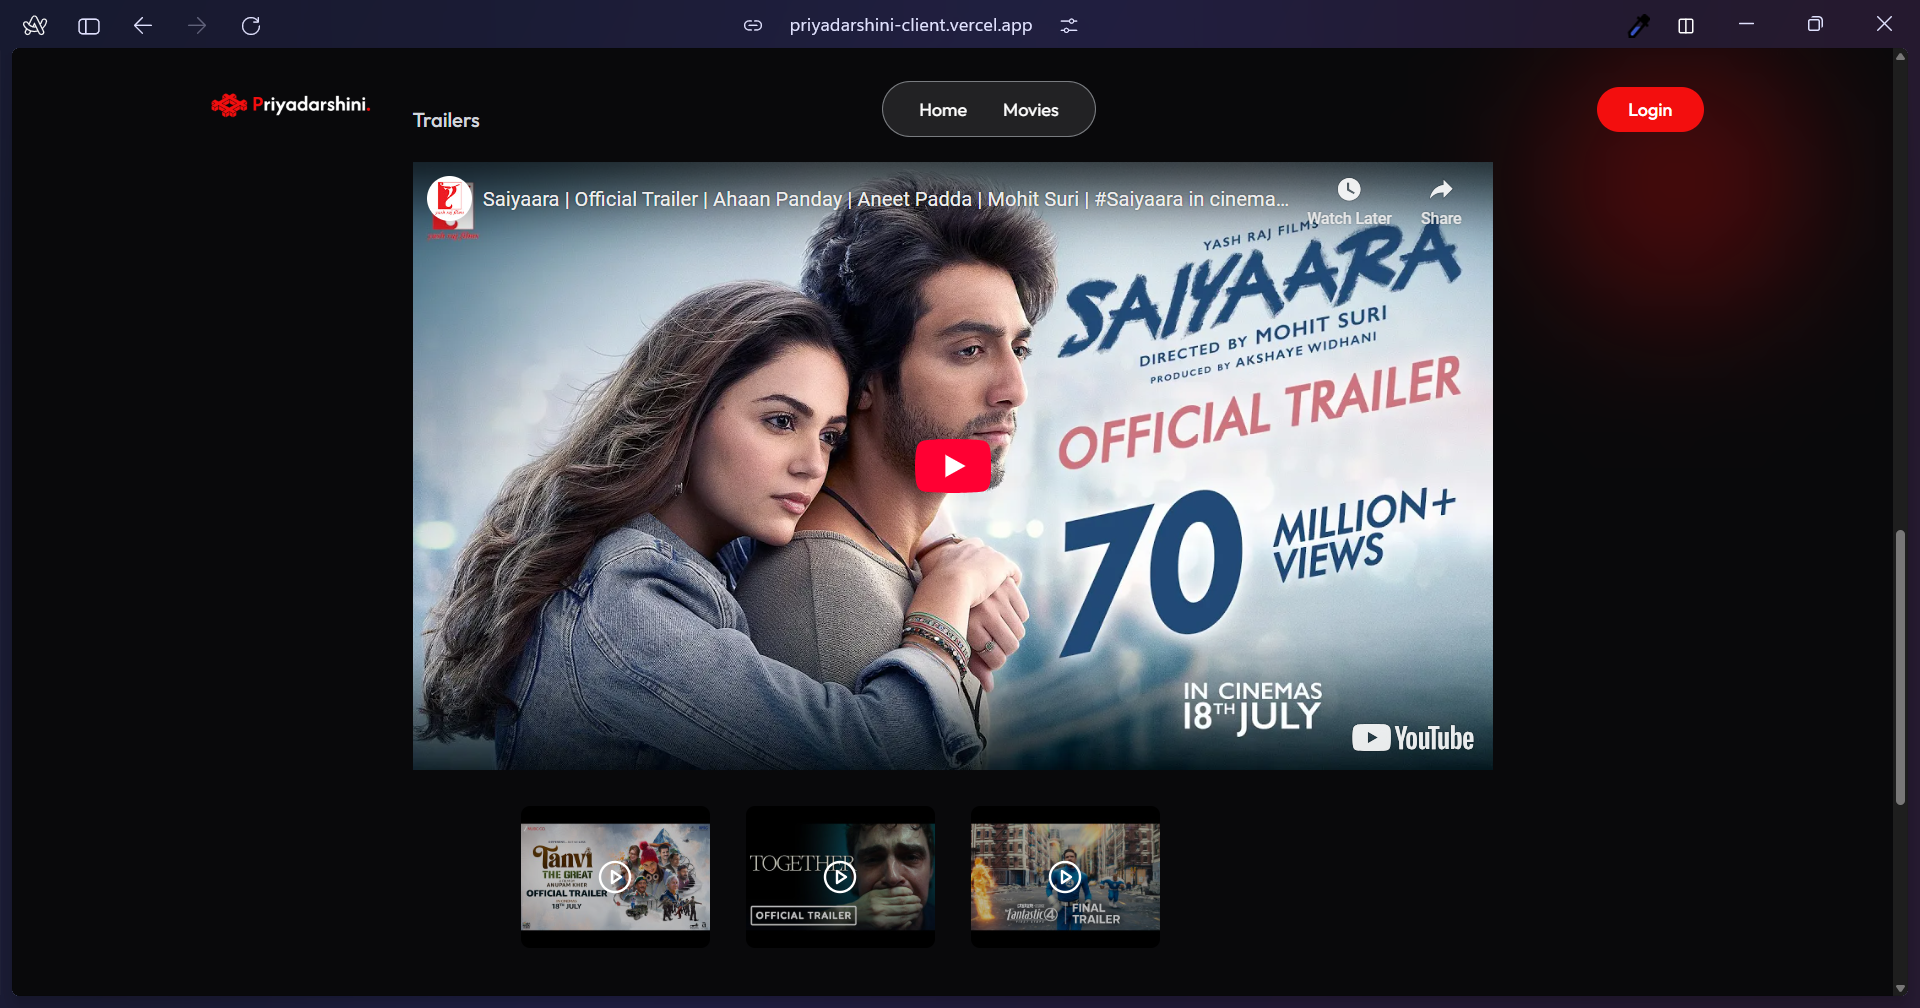 priyadarshini-client.vercel.app
Priyadarshini.
Home
Movies
Login
Trailers
Saiyaara | Official Trailer | Ahaan Panday | Aneet Padda | Mohit Suri | #Saiyaara in cinema...
Watch Later
Share
YASH RAJ FILMS
SAIYAARA
DIRECTED BY MOHIT SURI
PRODUCED BY AKSHAYE WIDHANI
OFFICIAL TRAILER
70 MILLION+
VIEWS
IN CINEMAS
18TH JULY
YouTube
Tanvi
THE GREAT
ANUPAM KHER
OFFICIAL TRAILER
18TH JULY
TOGETHER
OFFICIAL TRAILER
Fantastic 4
FINAL
TRAILER